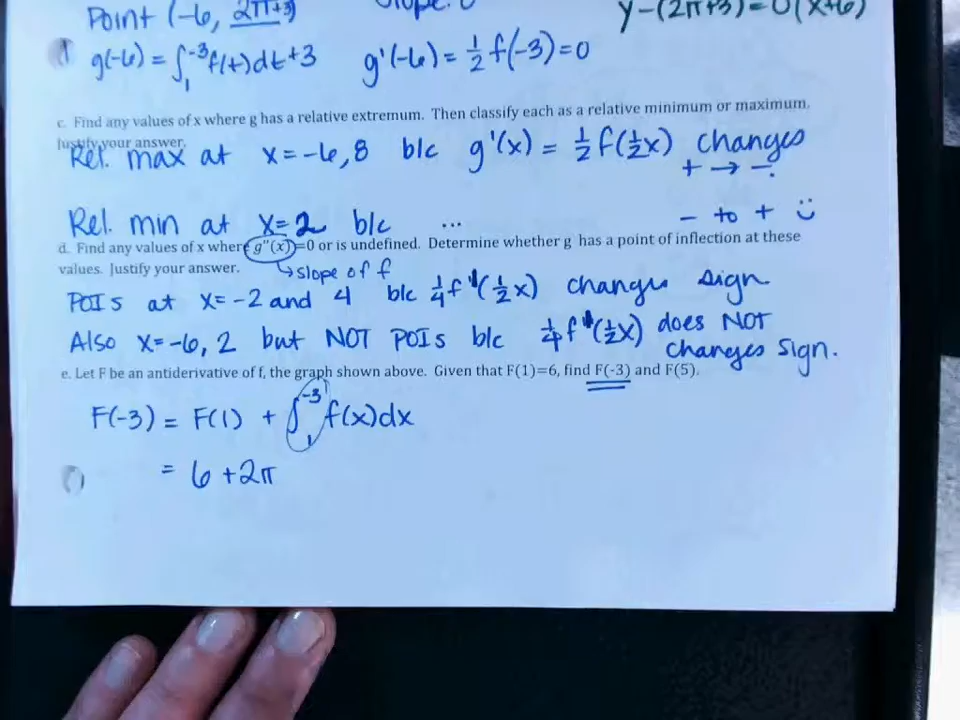 Point (-6, 2π+3)
Slope: 0
y-(2π+3)=0(x+6)
g(-6) = ∫₁⁻³ f(t)dt+3 g'(-6) = 1/2 f(-3)=0
c. Find any values of x where g has a relative extremum. Then classify each as a relative minimum or maximum.
Justify your answer.
Rel. max at x=-6,8 b/c g'(x) = 1/2 f(1/2x) changes
+ → -.
Rel. min at x=2 b/c ... - to +
d. Find any values of x where g"(x)=0 or is undefined. Determine whether g has a point of inflection at these
values. Justify your answer.
↳slope of f
POIs at x=-2 and 4 b/c 1/4f'(1/2x) changes sign
Also x=-6, 2 but NOT POIs b/c 1/4f'(1/2x) does NOT
changes sign.
e. Let F be an antiderivative of f, the graph shown above. Given that F(1)=6, find F(-3) and F(5).
F(-3) = F(1) + ∫₁⁻³ f(x)dx
= 6 +2π